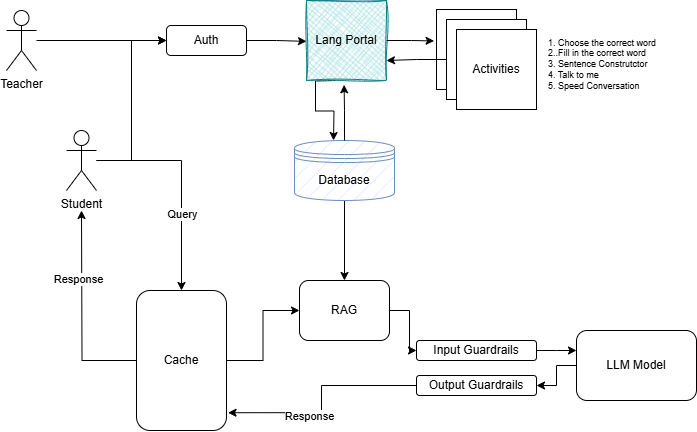 Teacher
Auth
Lang Portal
Activities
1. Choose the correct word
2..Fill in the correct word
3. Sentence Construtctor
4. Talk to me
5. Speed Conversation
Student
Database
Query
Response
Cache
RAG
Input Guardrails
LLM Model
Output Guardrails
Response